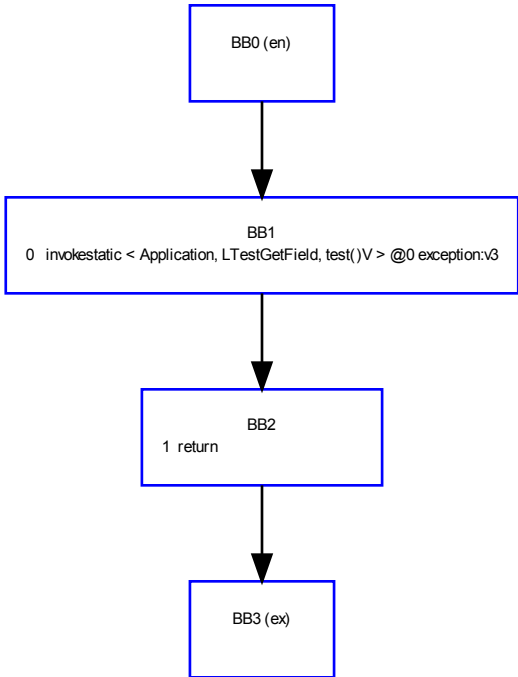 BB0 (en)
BB1
0 invokestatic < Application, LTestGetField, test()V > @0 exception:v3
BB2
1 return
BB3 (ex)